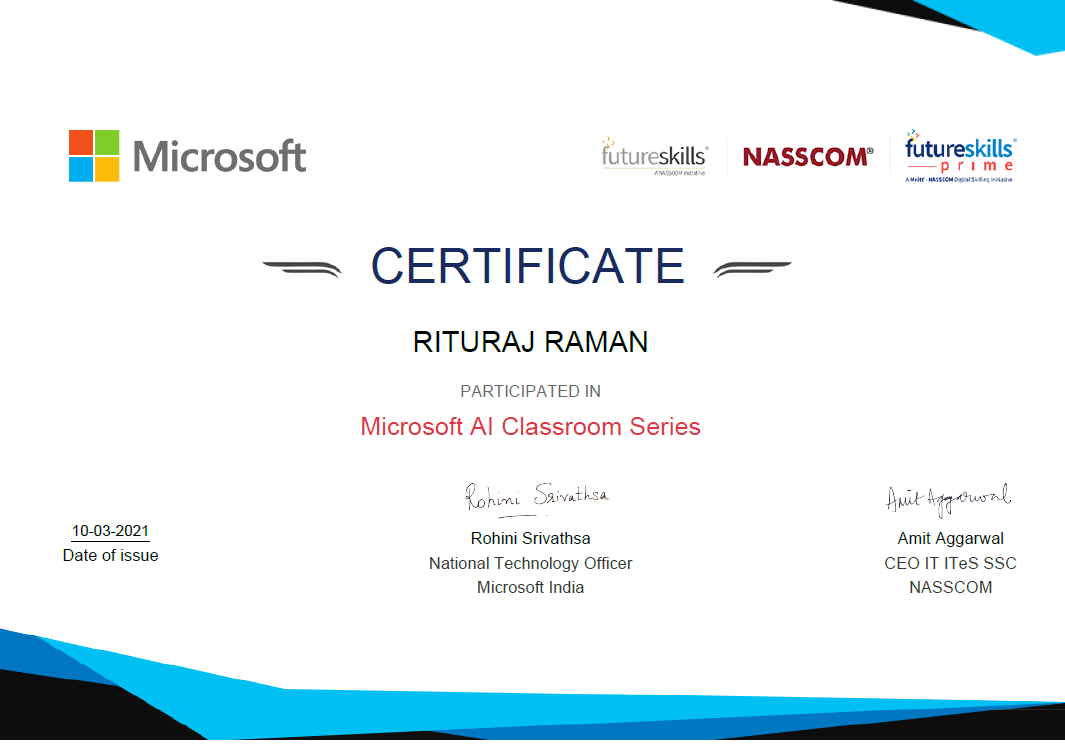 Microsoft
futureskills®
A NASSCOM Initiative
NASSCOM®
futureskills®
prime
A MeitY - NASSCOM Digital Skilling Initiative
CERTIFICATE
RITURAJ RAMAN
PARTICIPATED IN
Microsoft AI Classroom Series
10-03-2021
Date of issue
Rohini Srivathsa
Rohini Srivathsa
National Technology Officer
Microsoft India
Amit Aggarwal
Amit Aggarwal
CEO IT ITeS SSC
NASSCOM